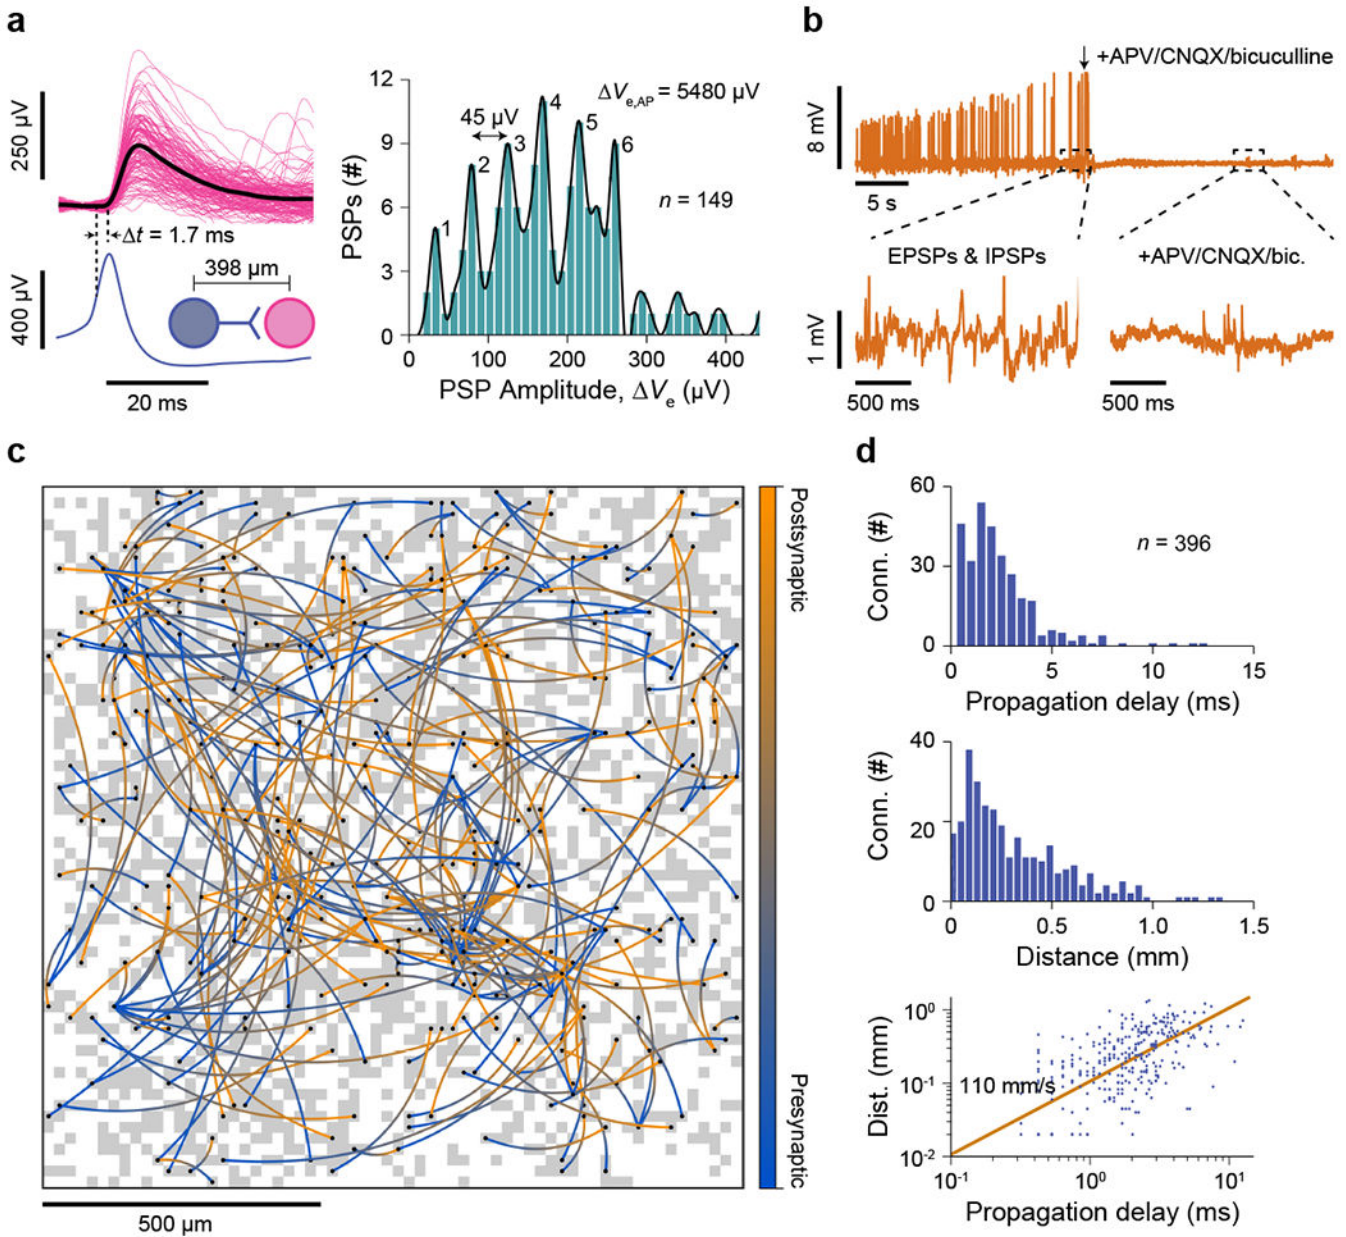 a
250 µV
Δt = 1.7 ms
398 µm
400 µV
20 ms
12
9
6
3
0
PSPs (#)
45 µV
1
2
3
4
5
6
ΔVe,AP = 5480 µV
n = 149
0 100 200 300 400
PSP Amplitude, ΔVe (µV)
b
+APV/CNQX/bicuculline
8 mV
5 s
EPSPs & IPSPs
+APV/CNQX/bic.
1 mV
500 ms
500 ms
c
Postsynaptic
Presynaptic
500 µm
d
60
30
0
Conn. (#)
n = 396
0 5 10 15
Propagation delay (ms)
40
20
0
Conn. (#)
0 0.5 1.0 1.5
Distance (mm)
10⁰
10⁻¹
10⁻²
Dist. (mm)
110 mm/s
10⁻¹ 10⁰ 10¹
Propagation delay (ms)